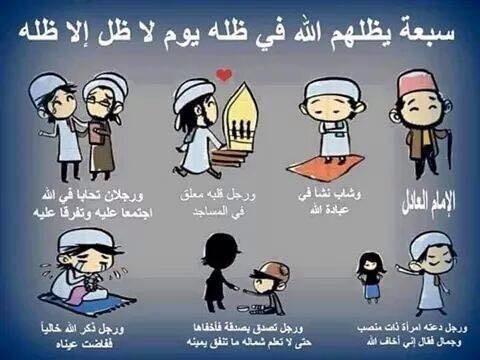 سبعة يظلهم الله في ظله يوم لا ظل إلا ظله
الإمام العادل
وشاب نشأ في
عبادة الله
ورجل قلبه معلق
في المساجد
ورجلان تحابا في الله
اجتمعا عليه وتفرقا عليه
ورجل دعته امرأة ذات منصب
وجمال فقال إني أخاف الله
ورجل تصدق بصدقة فأخفاها
حتى لا تعلم شماله ما تنفق يمينه
ورجل ذكر الله خالياً
ففاضت عيناه